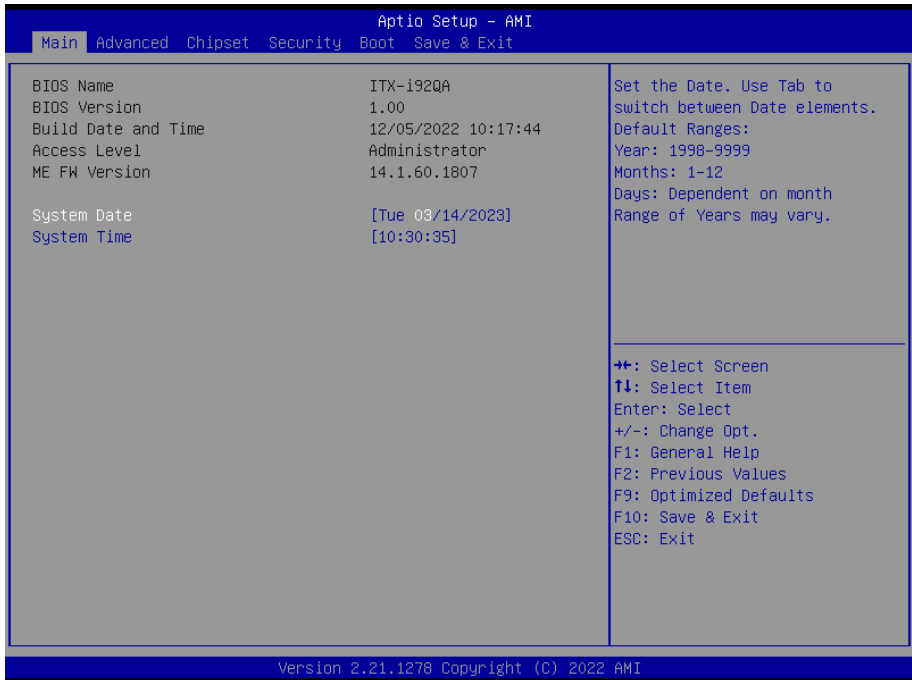 Aptio Setup – AMI
Main Advanced Chipset Security Boot Save & Exit
BIOS Name ITX-i92QA
BIOS Version 1.00
Build Date and Time 12/05/2022 10:17:44
Access Level Administrator
ME FW Version 14.1.60.1807
System Date [Tue 03/14/2023]
System Time [10:30:35]
Set the Date. Use Tab to
switch between Date elements.
Default Ranges:
Year: 1998-9999
Months: 1-12
Days: Dependent on month
Range of Years may vary.
→←: Select Screen
↑↓: Select Item
Enter: Select
+/-: Change Opt.
F1: General Help
F2: Previous Values
F9: Optimized Defaults
F10: Save & Exit
ESC: Exit
Version 2.21.1278 Copyright (C) 2022 AMI